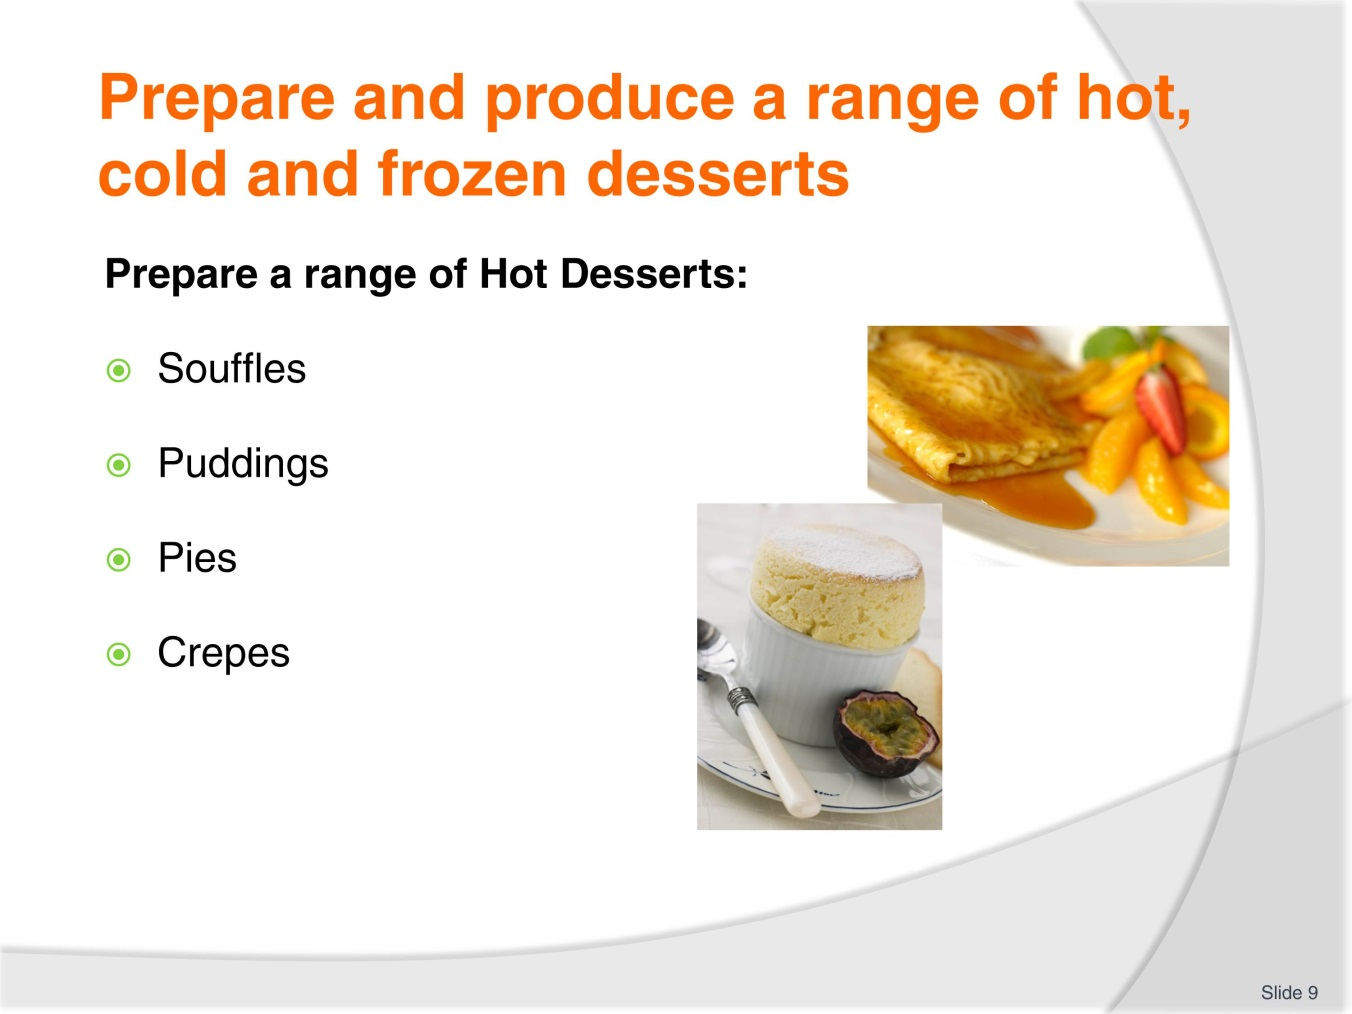 Prepare and produce a range of hot,
cold and frozen desserts
Prepare a range of Hot Desserts:
Souffles
Puddings
Pies
Crepes
Slide 9